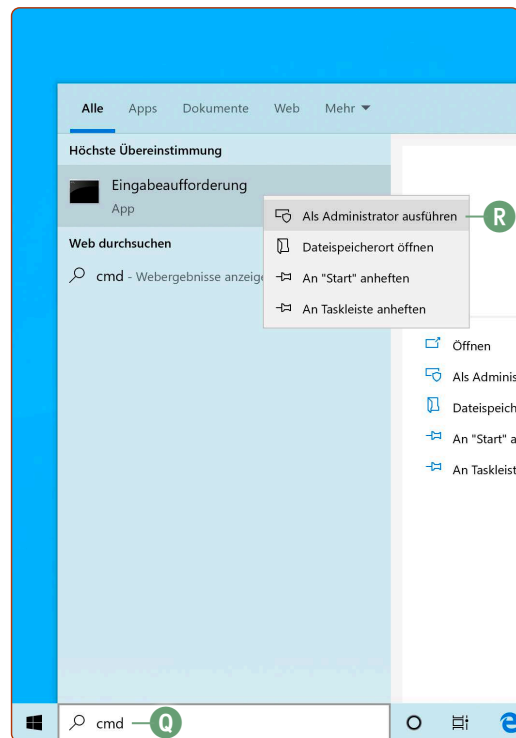 Alle Apps Dokumente Web Mehr
Höchste Übereinstimmung
Eingabeaufforderung
App
Als Administrator ausführen R
Dateispeicherort öffnen
An "Start" anheften
An Taskleiste anheften
Web durchsuchen
cmd - Webergebnisse anzeige
Öffnen
Als Adminis
Dateispeich
An "Start" a
An Taskleist
cmd Q